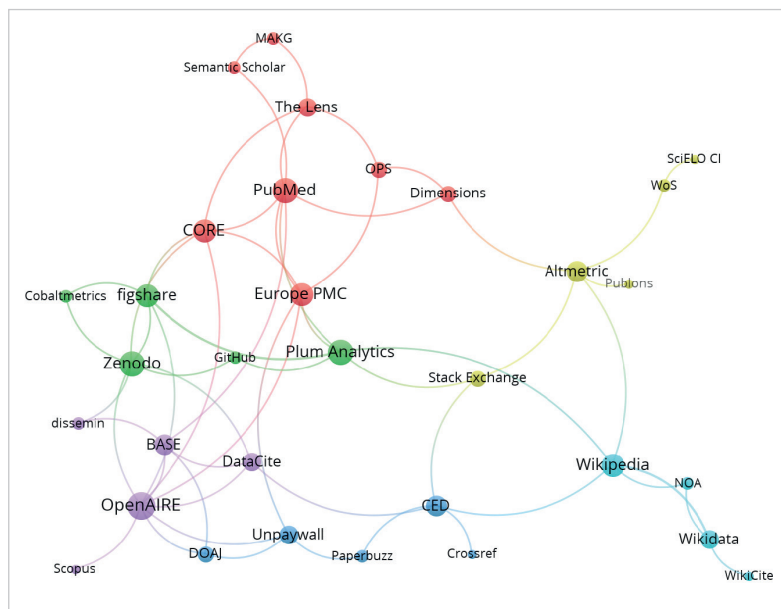 MAKG
Semantic Scholar
The Lens
SciELO CI
OPS
WoS
PubMed
Dimensions
CORE
Altmetric
Publons
Cobaltmetrics
figshare
Europe PMC
Zenodo
GitHub
Plum Analytics
Stack Exchange
dissemin
BASE
DataCite
Wikipedia
NOA
OpenAIRE
CED
Unpaywall
Wikidata
DOAJ
Paperbuzz
Crossref
Scopus
WikiCite